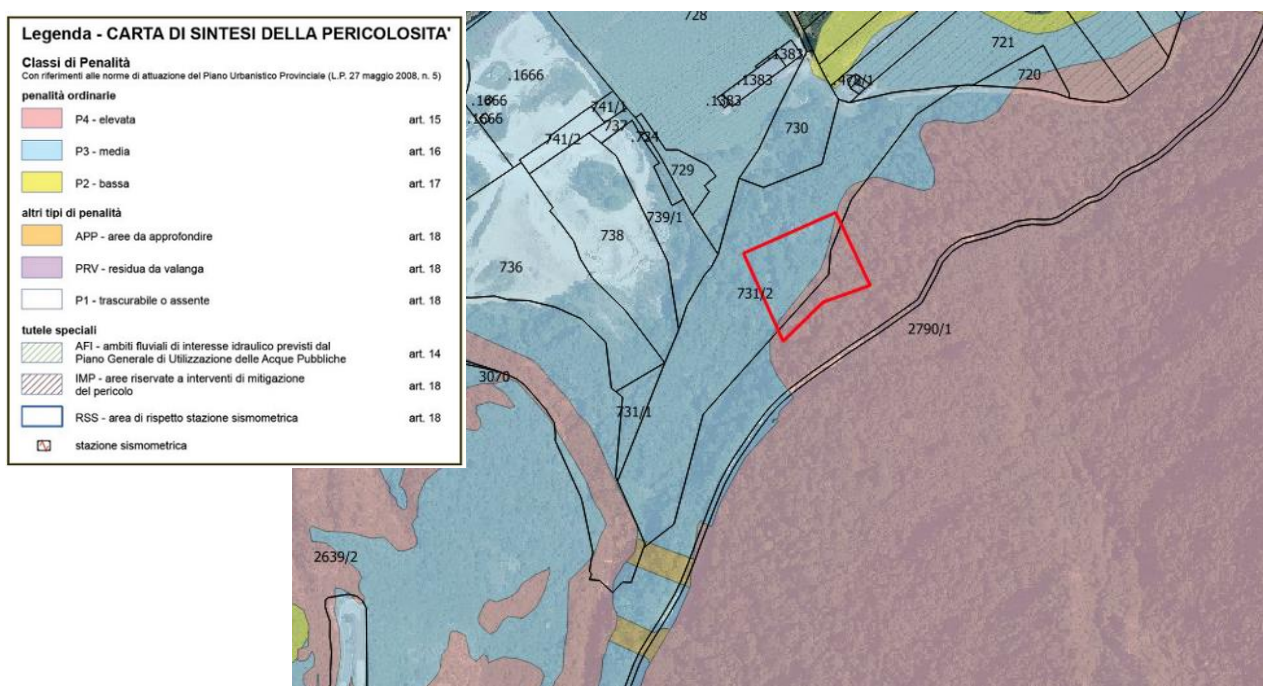 Legenda - CARTA DI SINTESI DELLA PERICOLOSITA'
Classi di Penalità
Con riferimenti alle norme di attuazione del Piano Urbanistico Provinciale (L.P. 27 maggio 2008, n. 5)
penalità ordinarie
P4 - elevata art. 15
P3 - media art. 16
P2 - bassa art. 17
altri tipi di penalità
APP - aree da approfondire art. 18
PRV - residua da valanga art. 18
P1 - trascurabile o assente art. 18
tutele speciali
AFI - ambiti fluviali di interesse idraulico previsti dal
Piano Generale di Utilizzazione delle Acque Pubbliche art. 14
IMP - aree riservate a interventi di mitigazione
del pericolo art. 18
RSS - area di rispetto stazione sismometrica art. 18
stazione sismometrica
728
721
.1383
720
.1666
.1383
.1666
.1383
741/1
.1666
737
730
741/2
729
739/1
738
736
731/2
2790/1
3070
731/1
2639/2